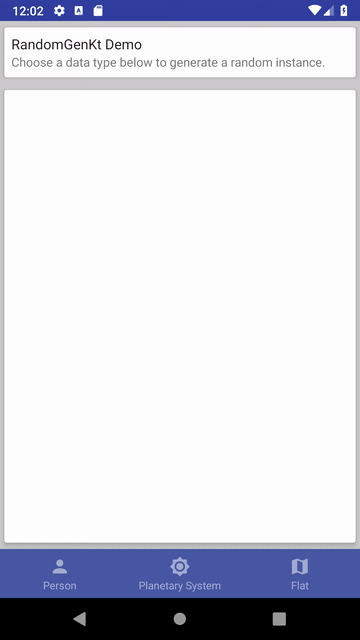 12:02
RandomGenKt Demo
Choose a data type below to generate a random instance.
Person
Planetary System
Flat